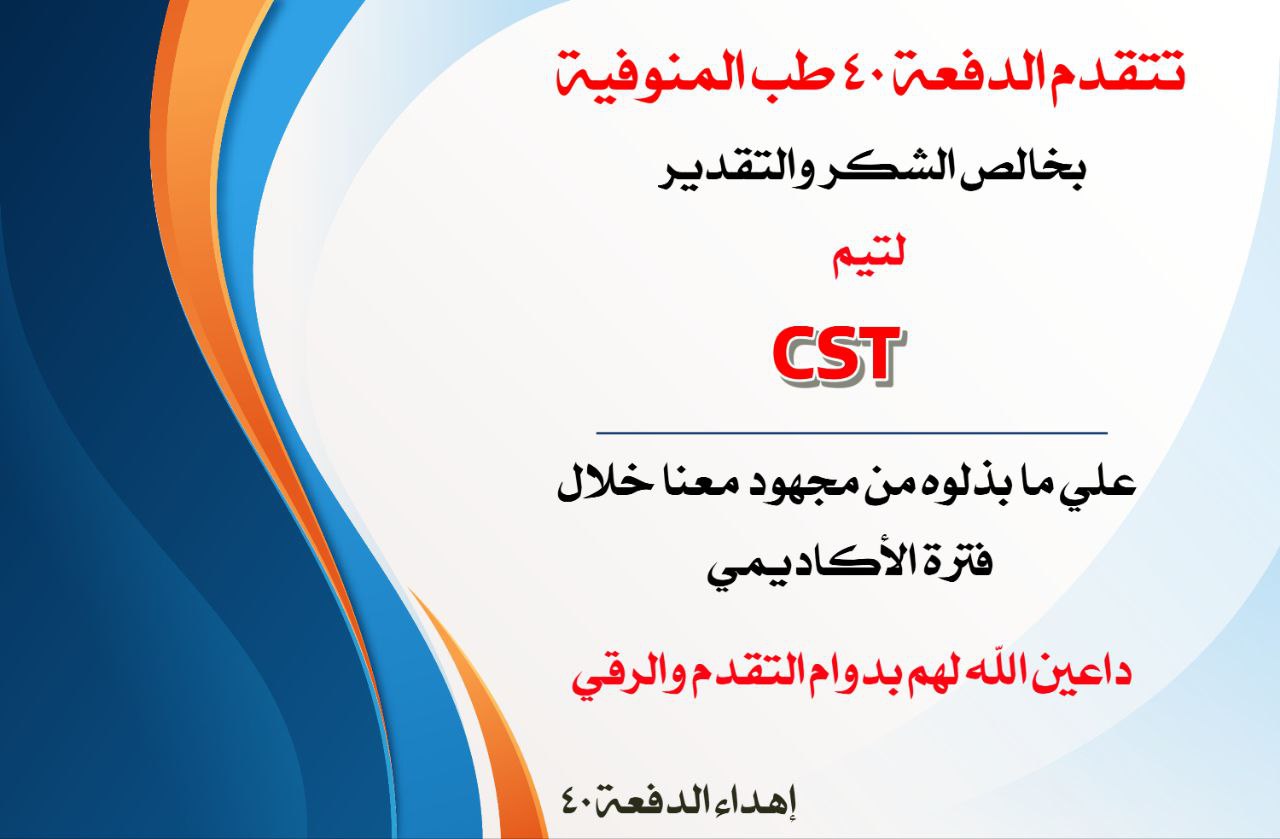 تتقدم الدفعة ٤٠ طب المنوفية
بخالص الشكر والتقدير
لتيم
CST
علي ما بذلوه من مجهود معنا خلال
فترة الأكاديمي
داعين الله لهم بدوام التقدم والرقي
إهداء الدفعة ٤٠